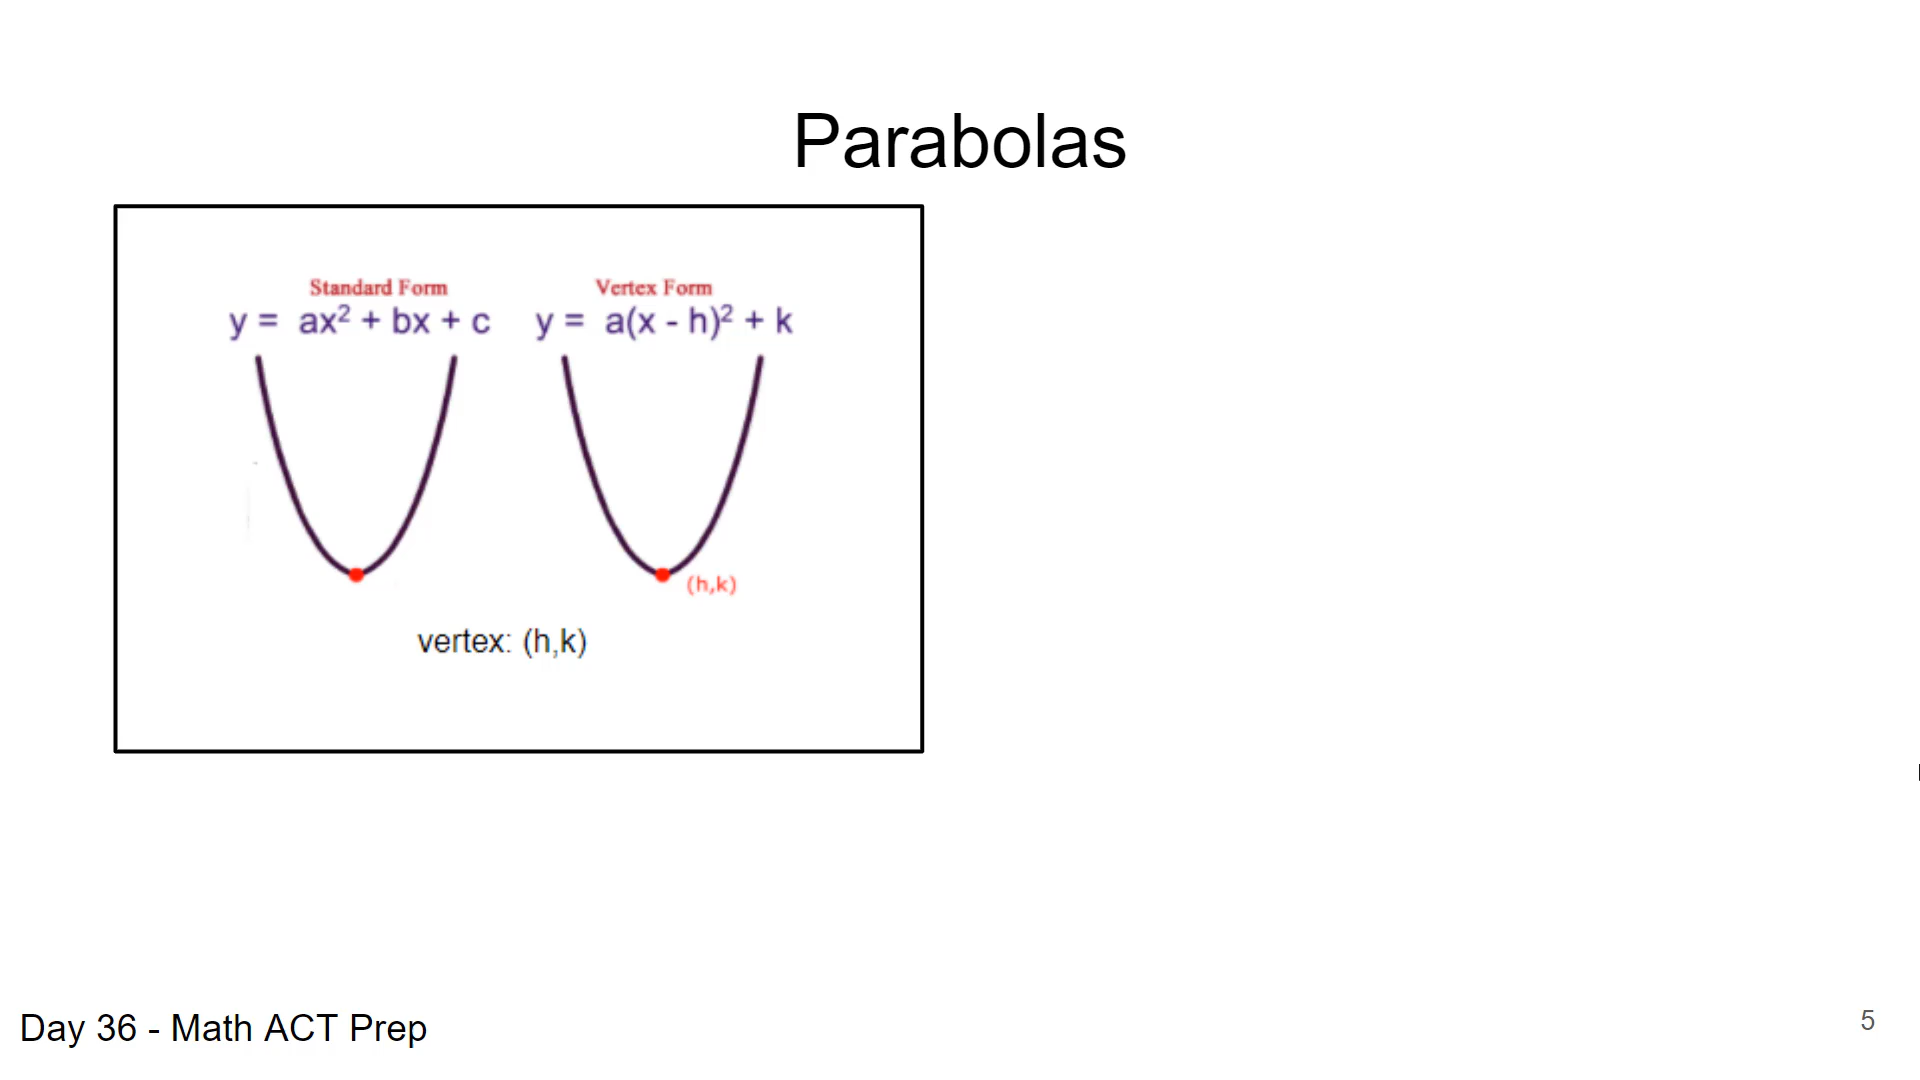 Parabolas
Standard Form
y = ax² + bx + c
Vertex Form
y = a(x - h)² + k
(h,k)
vertex: (h,k)
Day 36 - Math ACT Prep
5